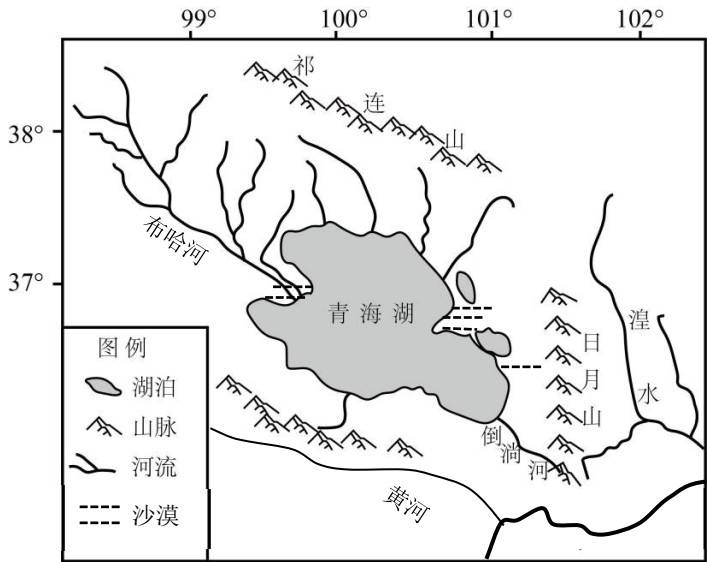 99° 100° 101° 102°
38°
37°
祁连山
布哈河
青海湖
日月山
湟水
倒淌河
黄河
图例
湖泊
山脉
河流
沙漠